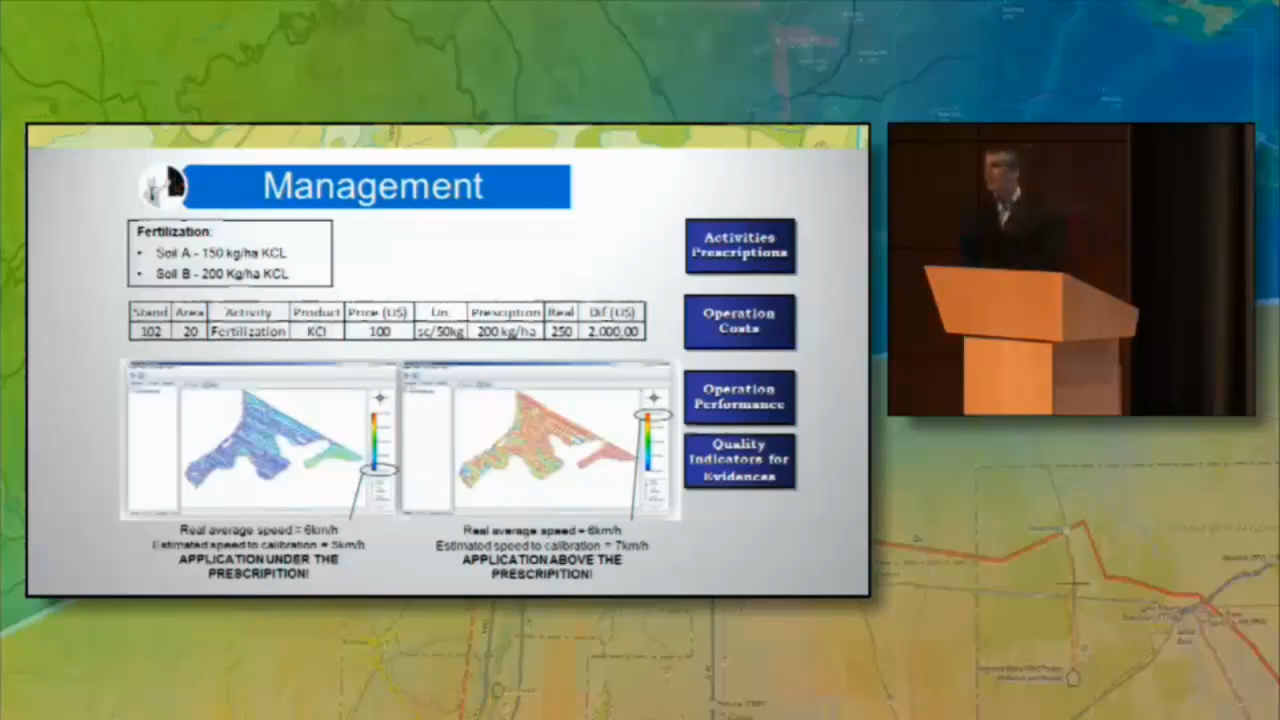 Management
Fertilization:
• Soil A - 150 kg/ha KCL
• Soil B - 200 Kg/ha KCL
Stand Area Activity Product Price (U$) Un. Prescription Real Dif (U$)
102 20 Fertilization KCl 100 sc/50kg 200 kg/ha 250 2.000,00
Real average speed = 6km/h
Estimated speed to calibration = 5km/h
APPLICATION UNDER THE
PRESCRIPITION!
Real average speed = 6km/h
Estimated speed to calibration = 7km/h
APPLICATION ABOVE THE
PRESCRIPITION!
Activities
Prescriptions
Operation
Costs
Operation
Performance
Quality
Indicators for
Evidences